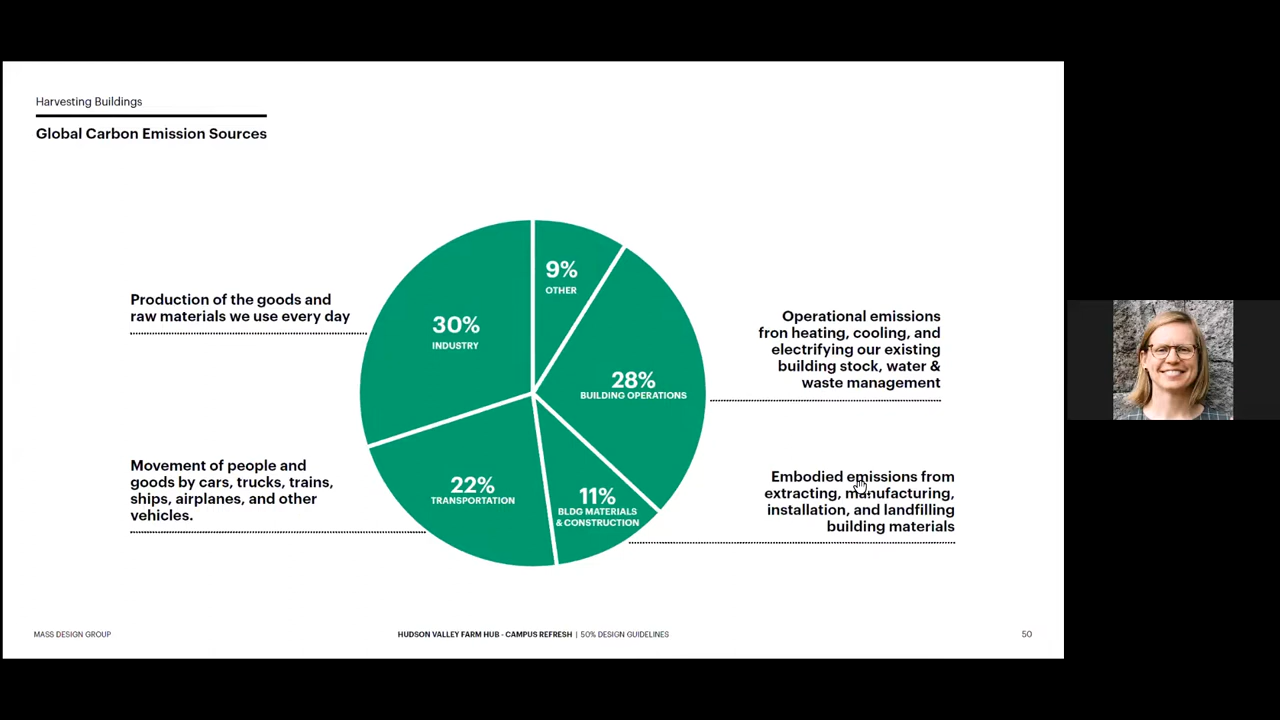 Harvesting Buildings
Global Carbon Emission Sources
Production of the goods and
raw materials we use every day
30%
INDUSTRY
9%
OTHER
28%
BUILDING OPERATIONS
Operational emissions
fron heating, cooling, and
electrifying our existing
building stock, water &
waste management
Movement of people and
goods by cars, trucks, trains,
ships, airplanes, and other
vehicles.
22%
TRANSPORTATION
11%
BLDG MATERIALS
& CONSTRUCTION
Embodied emissions from
extracting, manufacturing,
installation, and landfilling
building materials
MASS DESIGN GROUP
HUDSON VALLEY FARM HUB - CAMPUS REFRESH | 50% DESIGN GUIDELINES
50